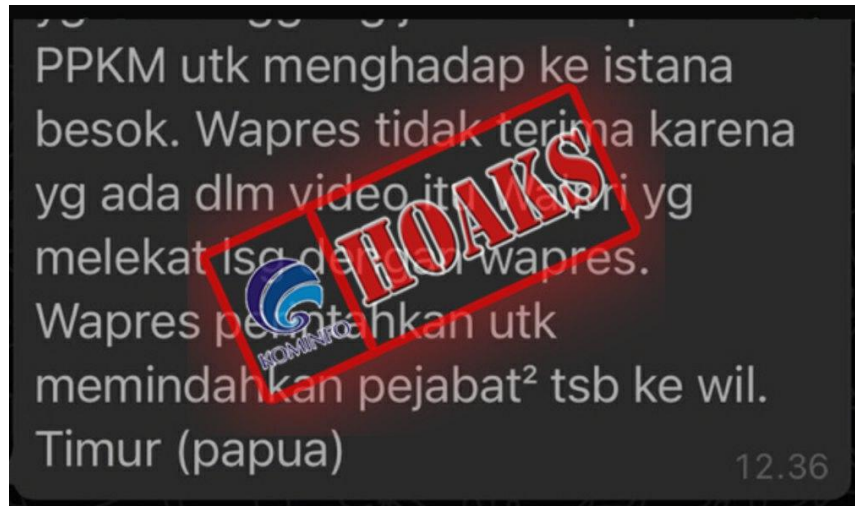 PPKM utk menghadap ke istana
besok. Wapres tidak terima karena
yg ada dlm video itu Walpri yg
melekat lsg dengan wapres.
Wapres perintahkan utk
memindahkan pejabat² tsb ke wil.
Timur (papua)
12.36
HOAKS
KOMINFO